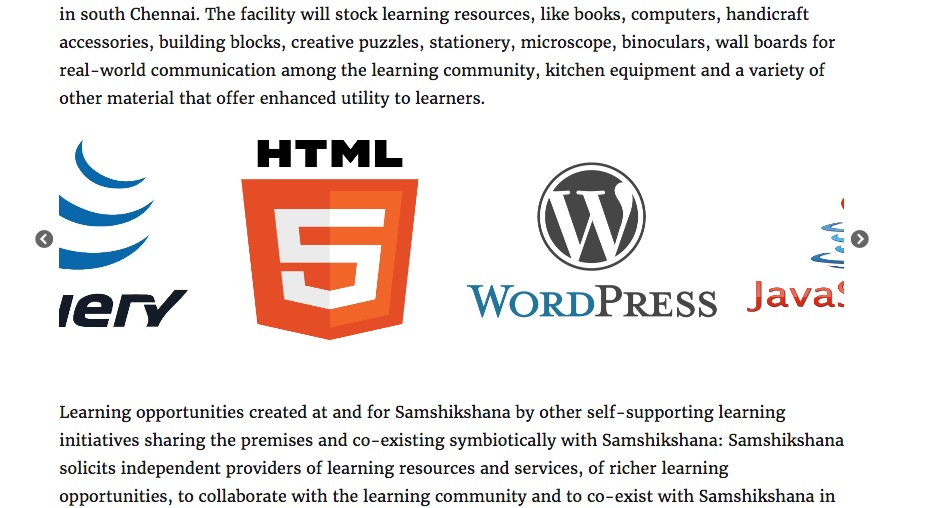 in south Chennai. The facility will stock learning resources, like books, computers, handicraft
accessories, building blocks, creative puzzles, stationery, microscope, binoculars, wall boards for
real-world communication among the learning community, kitchen equipment and a variety of
other material that offer enhanced utility to learners.
HTML
5
W
uery
WORDPRESS
JavaS
Learning opportunities created at and for Samshikshana by other self-supporting learning
initiatives sharing the premises and co-existing symbiotically with Samshikshana: Samshikshana
solicits independent providers of learning resources and services, of richer learning
opportunities, to collaborate with the learning community and to co-exist with Samshikshana in